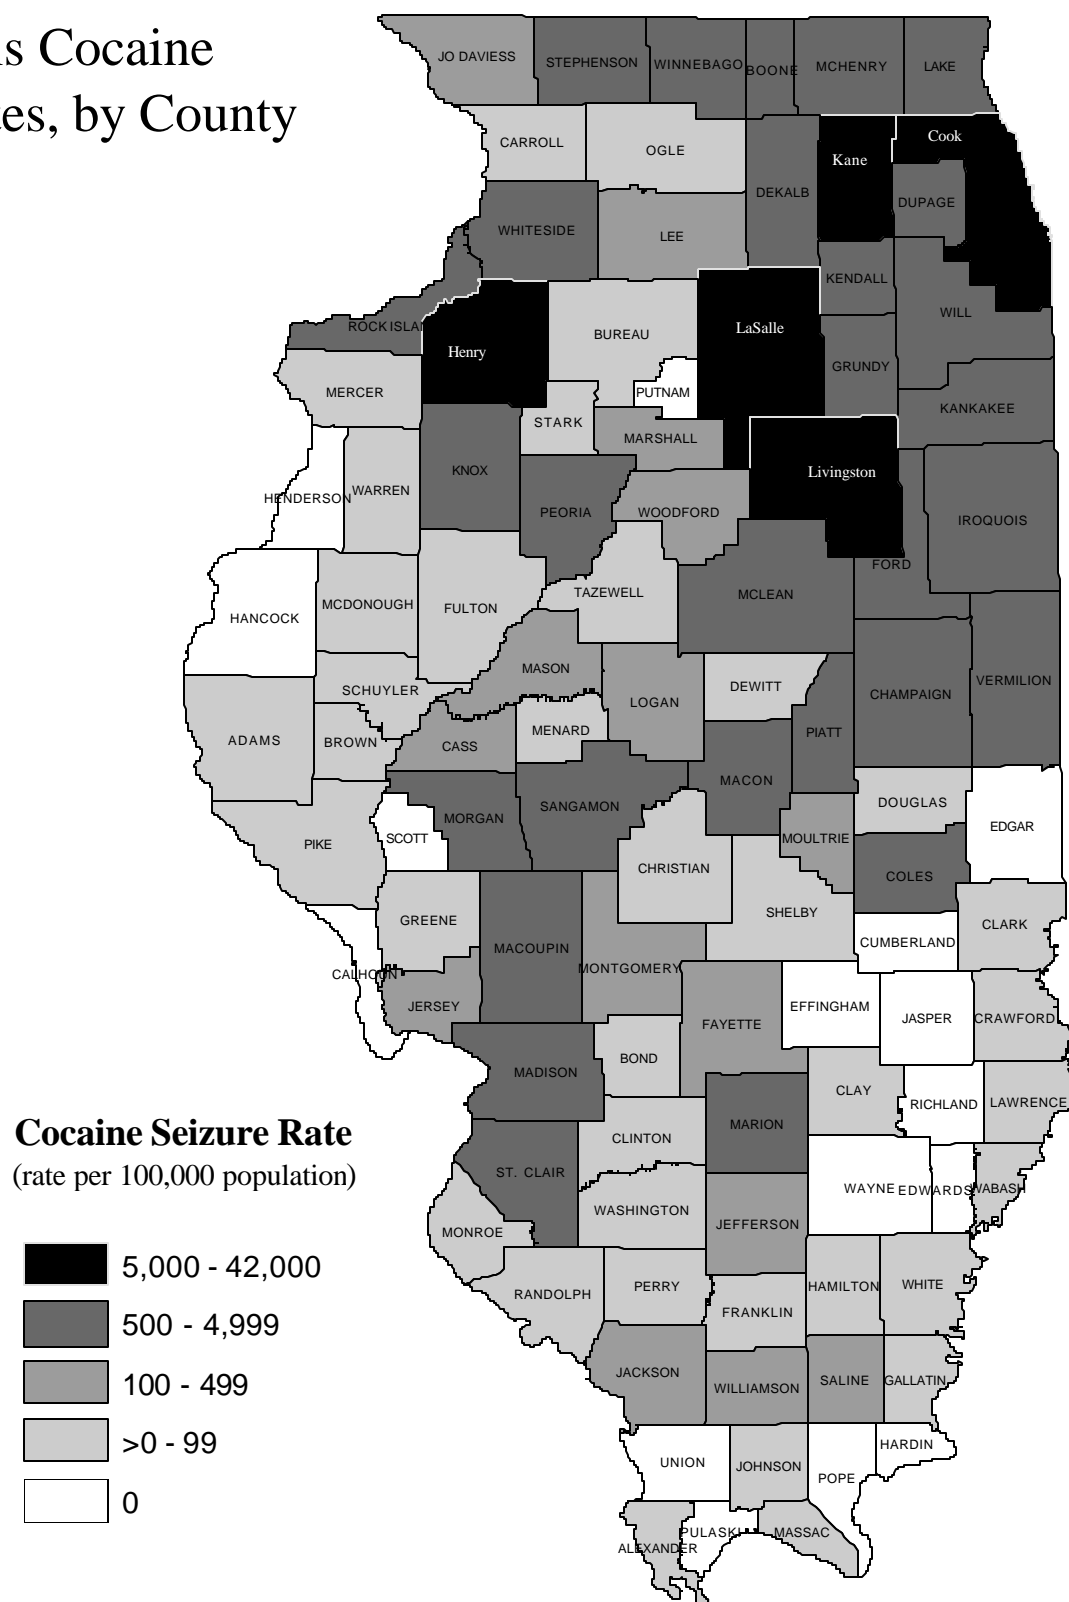 is Cocaine
tes, by County
JO DAVIESS
STEPHENSON
WINNEBAGO
BOONE
MCHENRY
LAKE
CARROLL
OGLE
DEKALB
Kane
Cook
DUPAGE
WHITESIDE
LEE
KENDALL
WILL
ROCK ISLA
Henry
BUREAU
LaSalle
GRUNDY
MERCER
PUTNAM
KANKAKEE
STARK
MARSHALL
KNOX
Livingston
HENDERSON
WARREN
PEORIA
WOODFORD
IROQUOIS
FORD
HANCOCK
MCDONOUGH
FULTON
TAZEWELL
MCLEAN
MASON
SCHUYLER
LOGAN
DEWITT
CHAMPAIGN
VERMILION
ADAMS
BROWN
CASS
MENARD
PIATT
MACON
SANGAMON
MORGAN
DOUGLAS
PIKE
SCOTT
MOULTRIE
EDGAR
CHRISTIAN
COLES
GREENE
SHELBY
CLARK
MACOUPIN
CUMBERLAND
CALHOUN
MONTGOMERY
JERSEY
EFFINGHAM
FAYETTE
JASPER
CRAWFORD
BOND
MADISON
CLAY
RICHLAND
LAWRENCE
MARION
CLINTON
ST. CLAIR
WAYNE
EDWARDS
WABASH
WASHINGTON
MONROE
JEFFERSON
RANDOLPH
PERRY
HAMILTON
WHITE
FRANKLIN
JACKSON
WILLIAMSON
SALINE
GALLATIN
UNION
JOHNSON
POPE
HARDIN
PULASKI
MASSAC
ALEXANDER
Cocaine Seizure Rate
(rate per 100,000 population)
5,000 - 42,000
500 - 4,999
100 - 499
>0 - 99
0